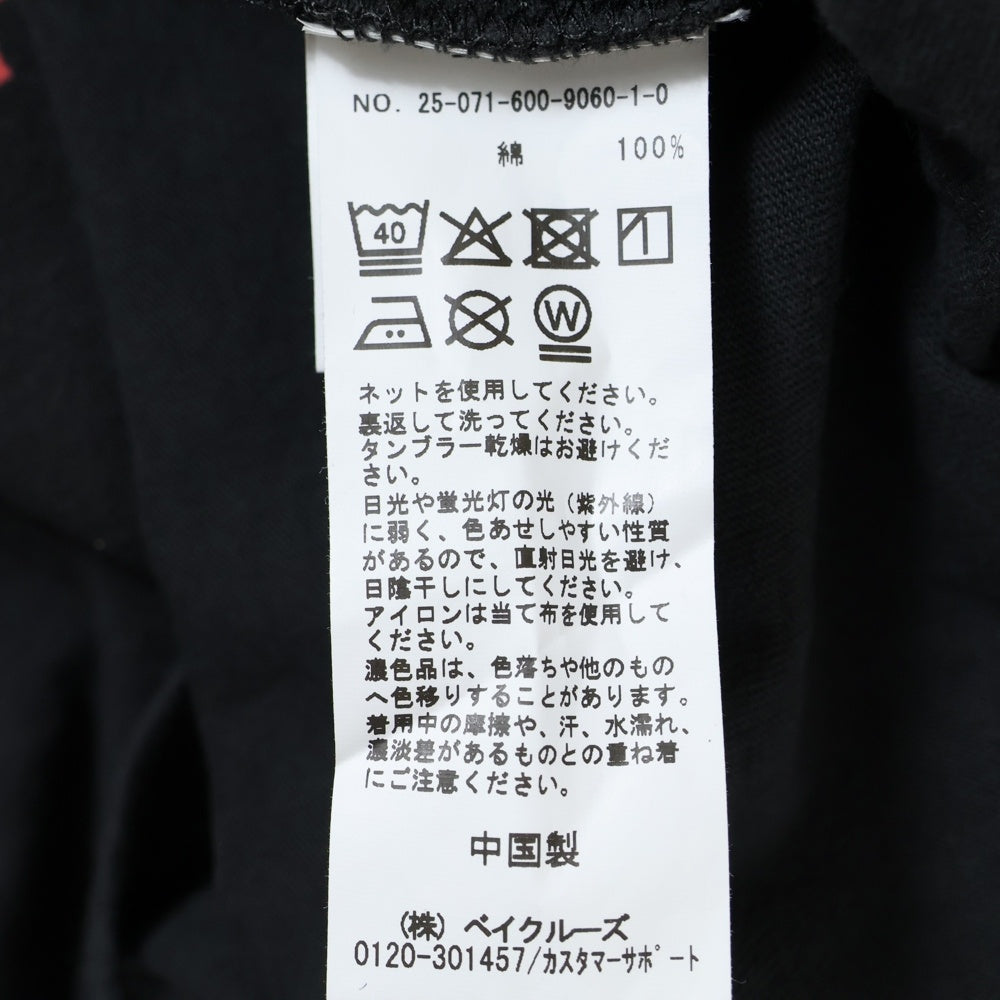 NO. 25-071-600-9060-1-0
綿 100%
40
W
ネットを使用してください。
裏返して洗ってください。
タンブラー乾燥はお避けくだ
さい。
日光や蛍光灯の光(紫外線)
に弱く、色あせしやすい性質
があるので、直射日光を避け、
日陰干しにしてください。
アイロンは当て布を使用して
ください。
濃色品は、色落ちや他のもの
へ色移りすることがあります。
着用中の摩擦や、汗、水濡れ、
濃淡差があるものとの重ね着
にご注意ください。
中国製
(株) ベイクルーズ
0120-301457/カスタマーサポート